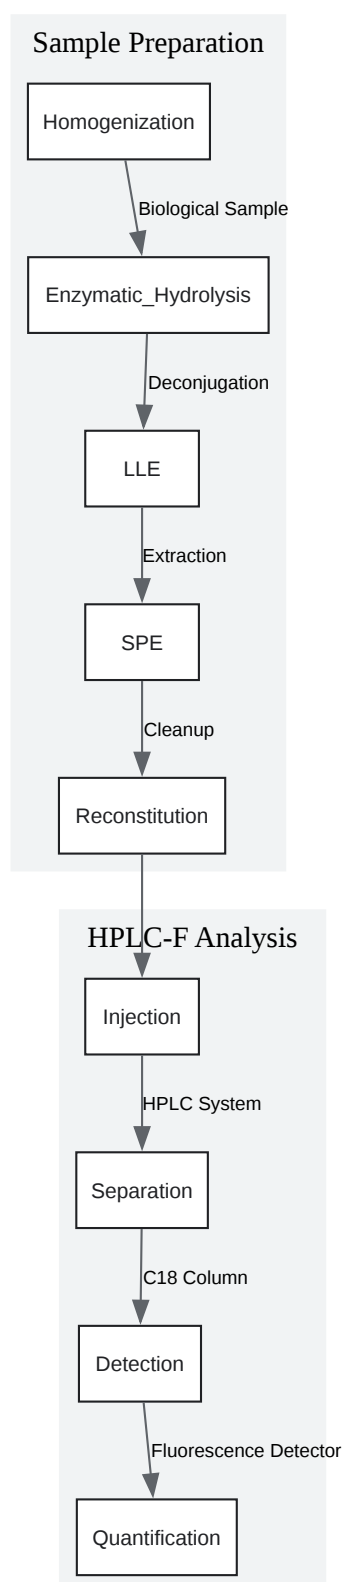 Sample Preparation
Homogenization
Biological Sample
Enzymatic_Hydrolysis
Deconjugation
LLE
Extraction
SPE
Cleanup
Reconstitution
HPLC-F Analysis
Injection
HPLC System
Separation
C18 Column
Detection
Fluorescence Detector
Quantification